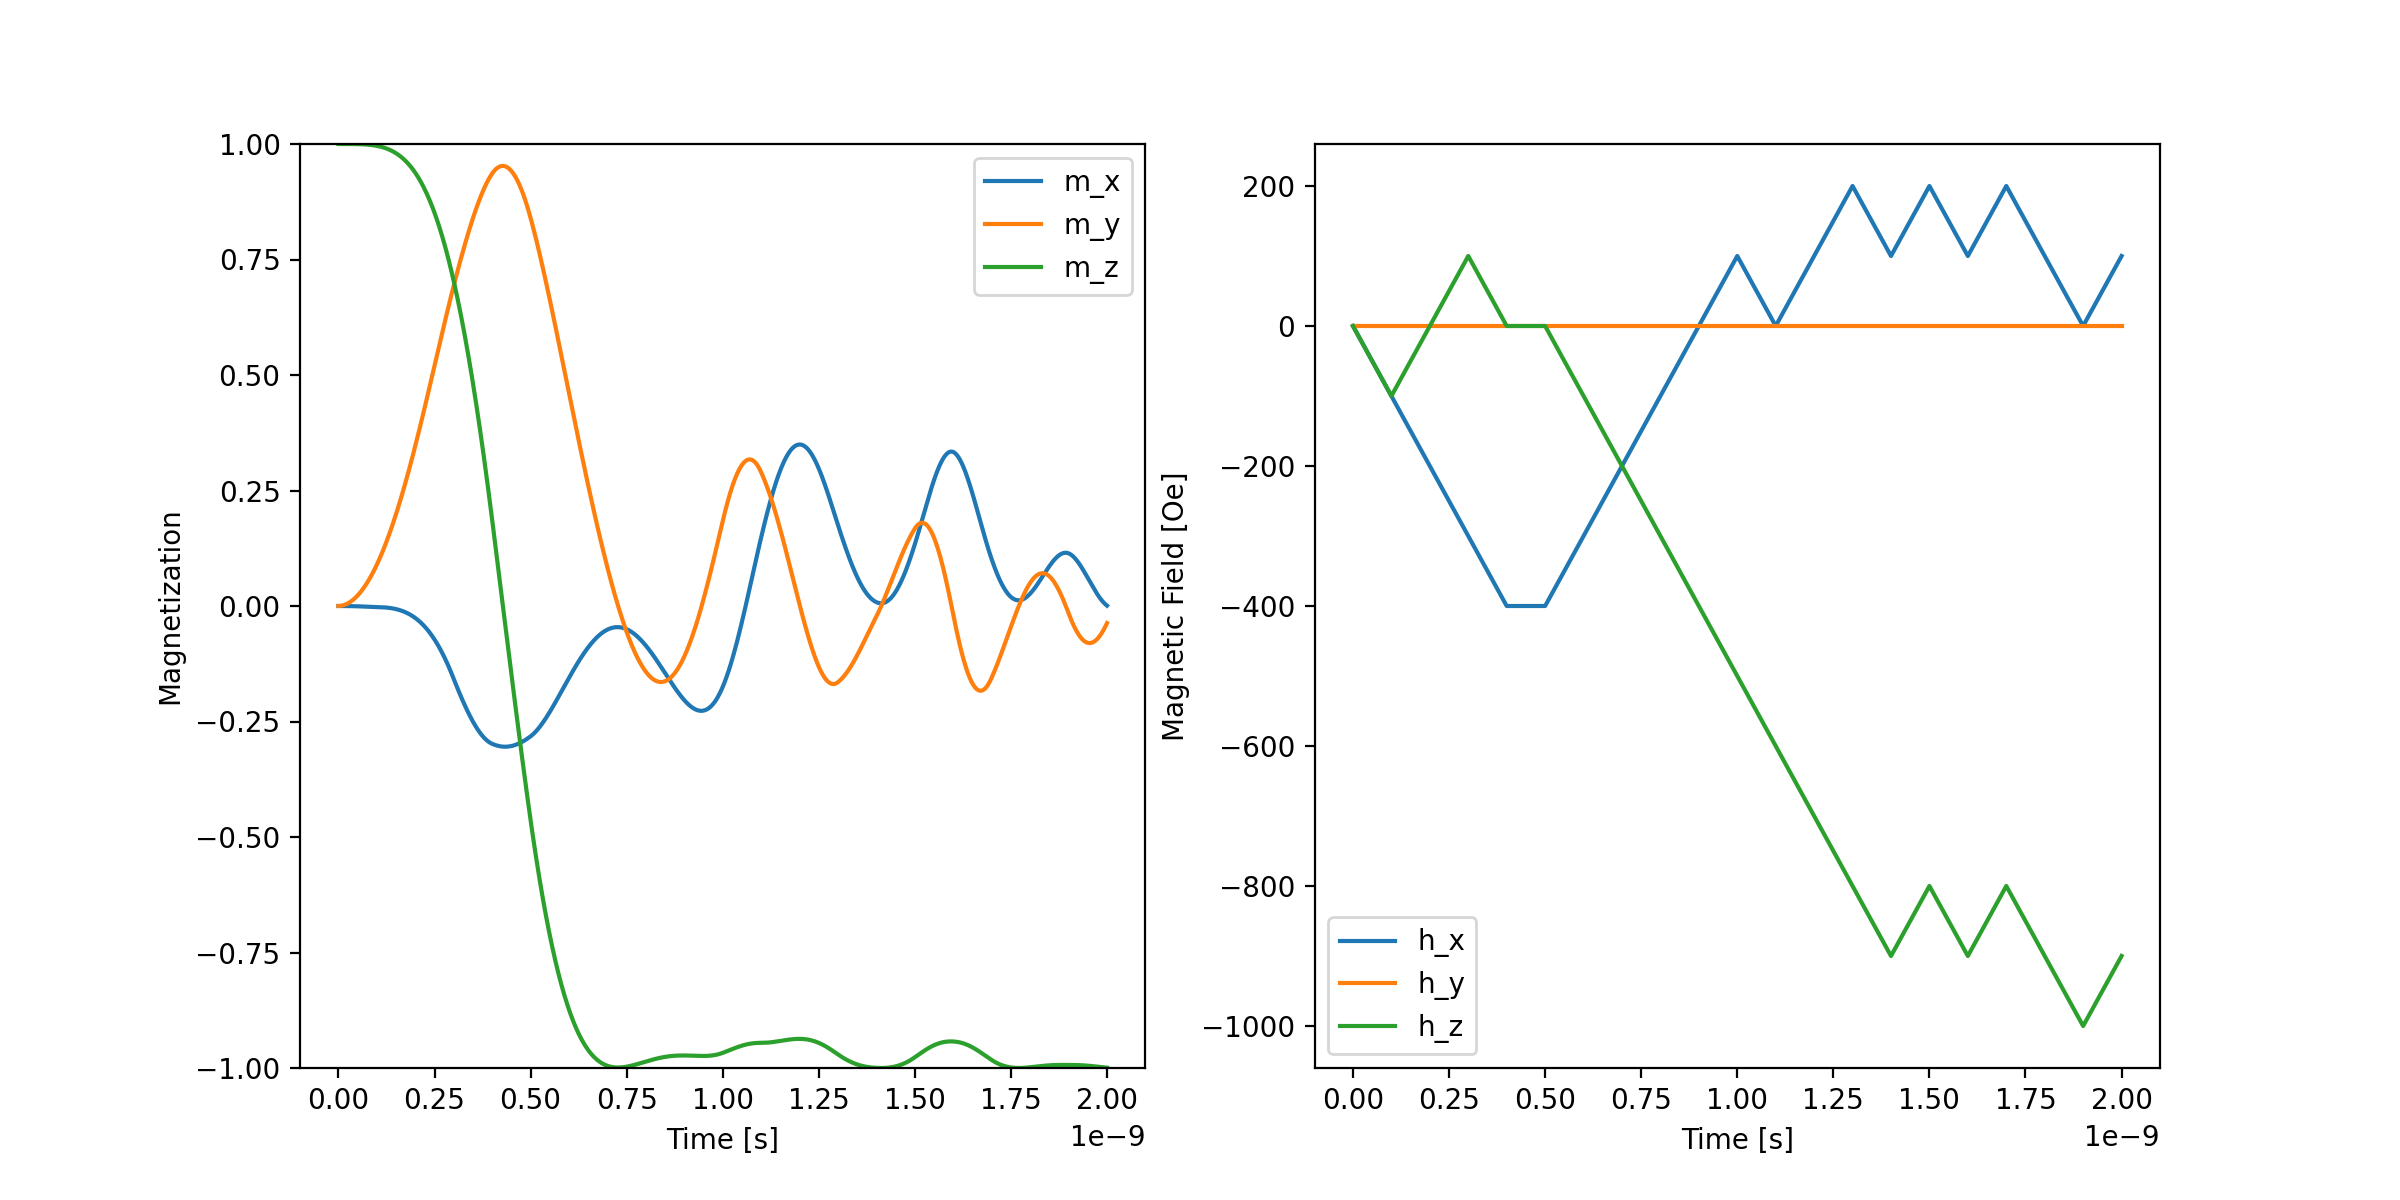 Magnetization
1.00
0.75
0.50
0.25
0.00
−0.25
−0.50
−0.75
−1.00
m_x
m_y
m_z
0.00 0.25 0.50 0.75 1.00 1.25 1.50 1.75 2.00
Time [s]
1e−9
Magnetic Field [Oe]
200
0
−200
−400
−600
−800
−1000
h_x
h_y
h_z
0.00 0.25 0.50 0.75 1.00 1.25 1.50 1.75 2.00
Time [s]
1e−9